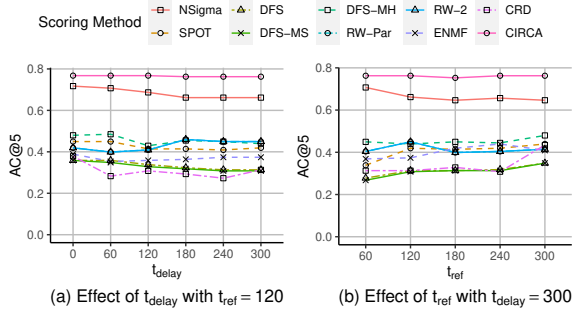 Scoring Method
NSigma DFS DFS−MH RW−2 CRD
SPOT DFS−MS RW−Par ENMF CIRCA
AC@5
0.8
0.6
0.4
0.2
0.0
0 60 120 180 240 300
t_delay
(a) Effect of t_delay with t_ref = 120
AC@5
0.8
0.6
0.4
0.2
0.0
60 120 180 240 300
t_ref
(b) Effect of t_ref with t_delay = 300